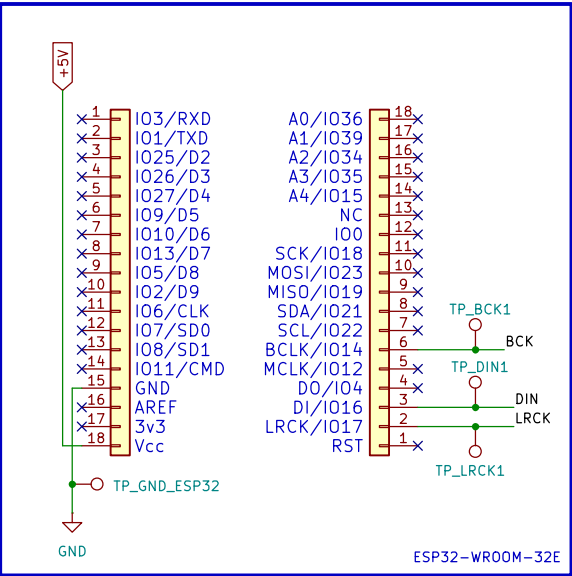 +5V
1 IO3/RXD A0/IO36 18
2 IO1/TXD A1/IO39 17
3 IO25/D2 A2/IO34 16
4 IO26/D3 A3/IO35 15
5 IO27/D4 A4/IO15 14
6 IO9/D5 NC 13
7 IO10/D6 IO0 12
8 IO13/D7 SCK/IO18 11
9 IO5/D8 MOSI/IO23 10
10 IO2/D9 MISO/IO19 9
11 IO6/CLK SDA/IO21 8
TP_BCK1
12 IO7/SD0 SCL/IO22 7
13 IO8/SD1 BCLK/IO14 6 BCK
14 IO11/CMD MCLK/IO12 5 TP_DIN1
15 GND DO/IO4 4
16 AREF DI/IO16 3 DIN
17 3v3 LRCK/IO17 2 LRCK
18 Vcc RST 1
TP_LRCK1
TP_GND_ESP32
GND
ESP32-WROOM-32E